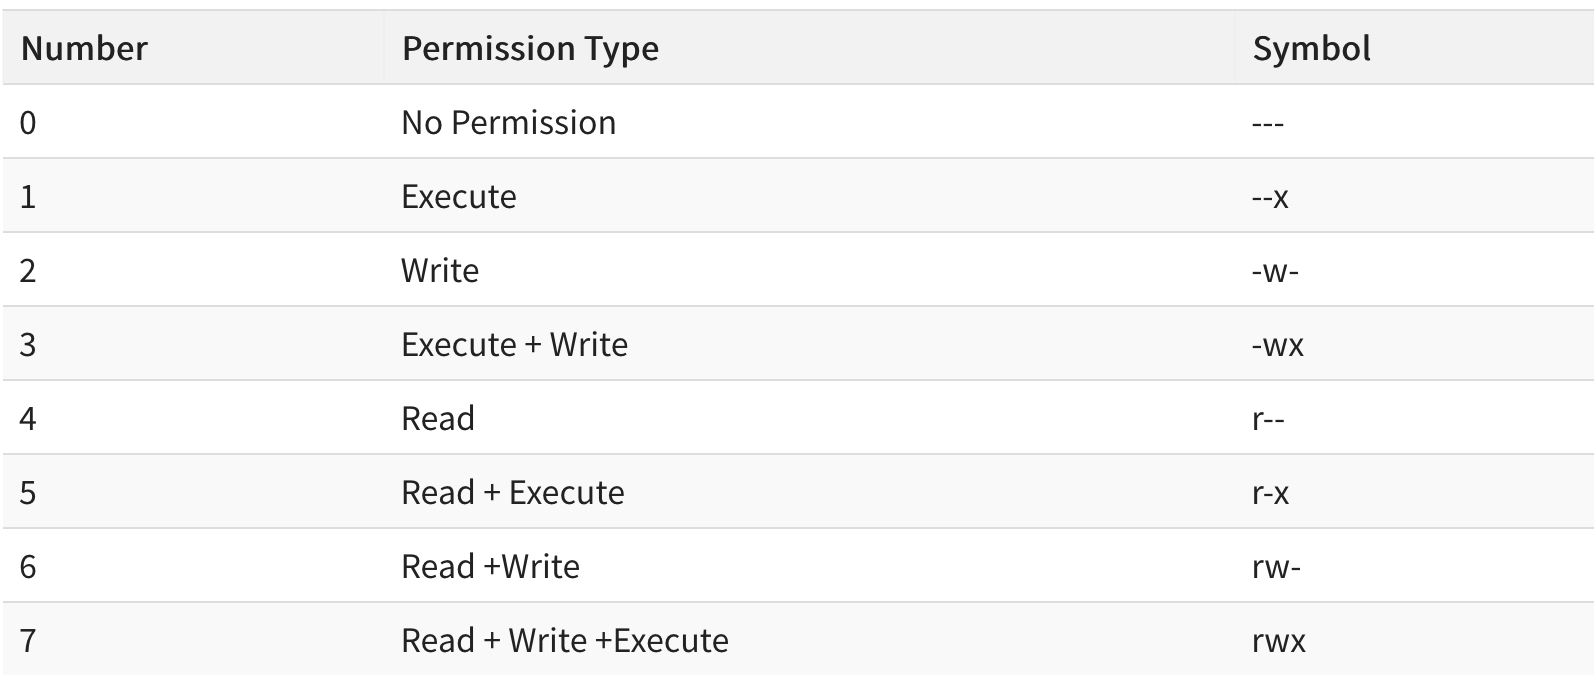 Number Permission Type Symbol
0 No Permission ---
1 Execute --x
2 Write -w-
3 Execute + Write -wx
4 Read r--
5 Read + Execute r-x
6 Read +Write rw-
7 Read + Write +Execute rwx